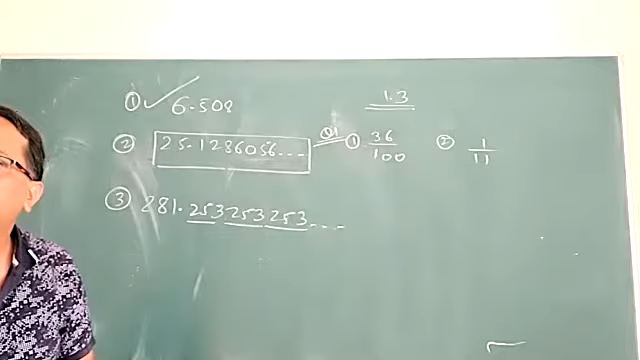 1.3
① ✓ 6.508
② 25.1286056... Q1 ① 36/100 ② 1/11
③ 281.253253253....